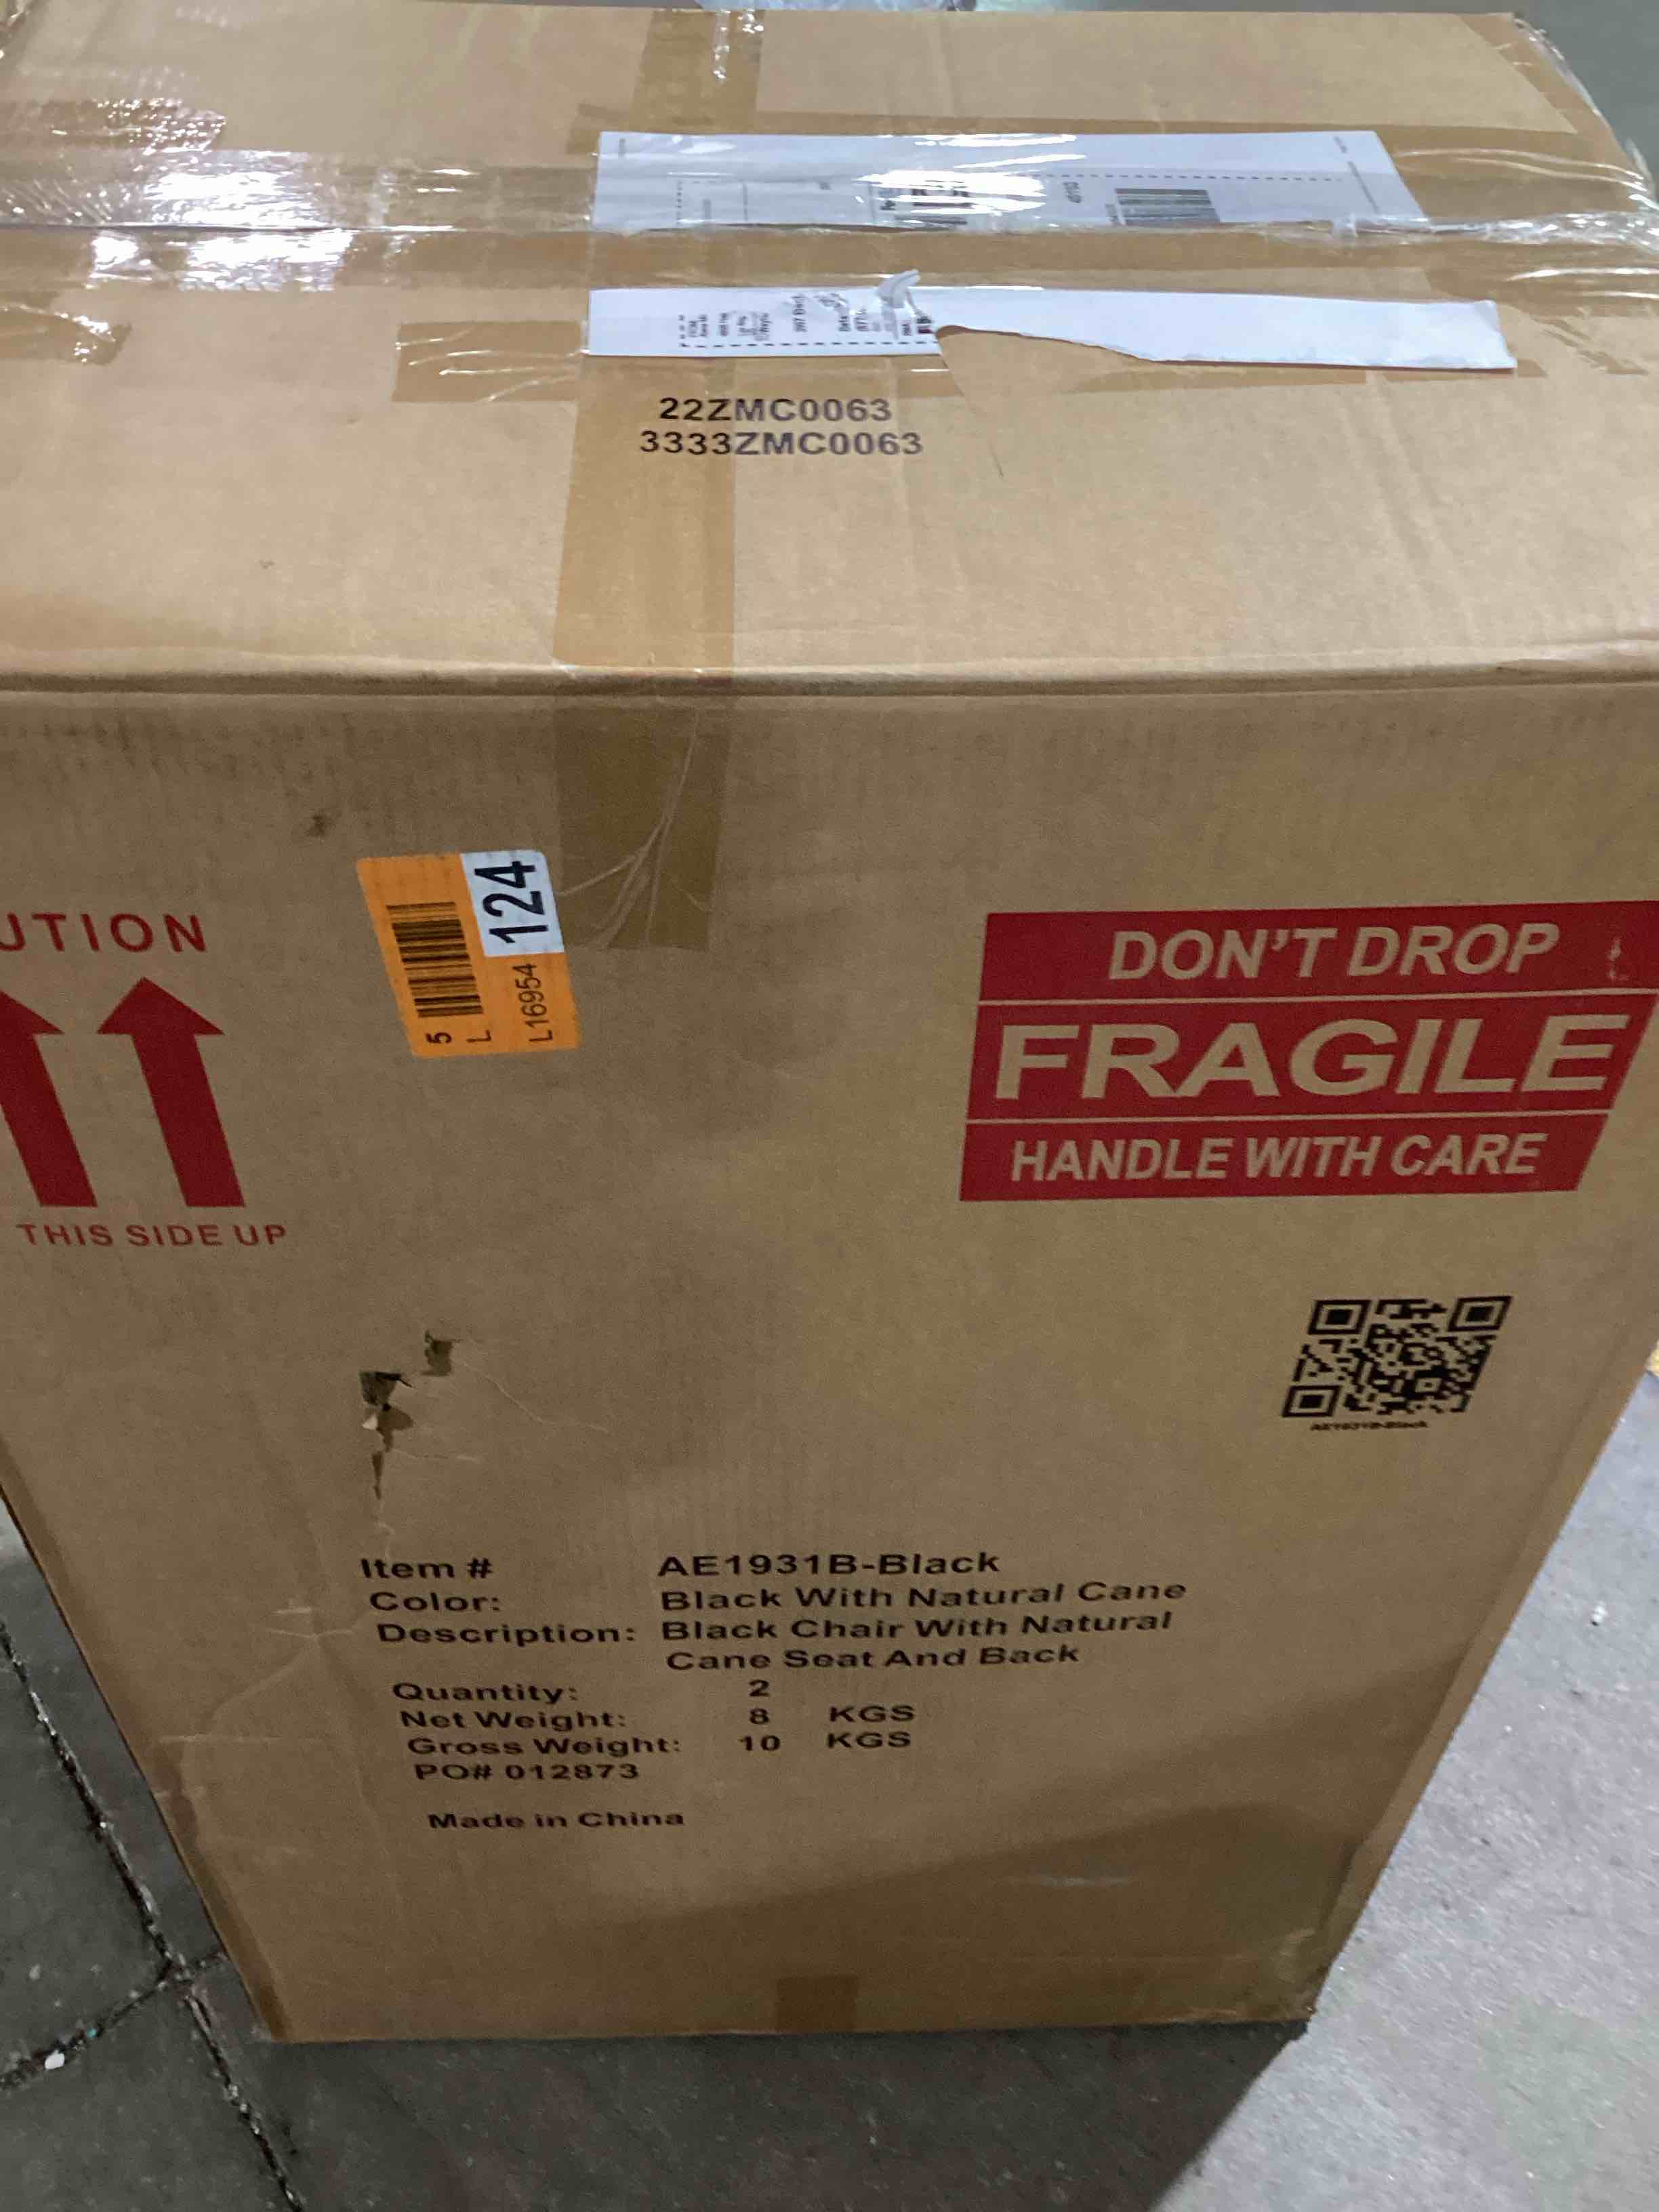 22ZMC0063
3333ZMC0063
124
L16954
5
L
UTION
THIS SIDE UP
DON'T DROP
FRAGILE
HANDLE WITH CARE
AE1931B-Black
Item # AE1931B-Black
Color: Black With Natural Cane
Description: Black Chair With Natural
Cane Seat And Back
Quantity: 2
Net Weight: 8 KGS
Gross Weight: 10 KGS
PO# 012873
Made in China